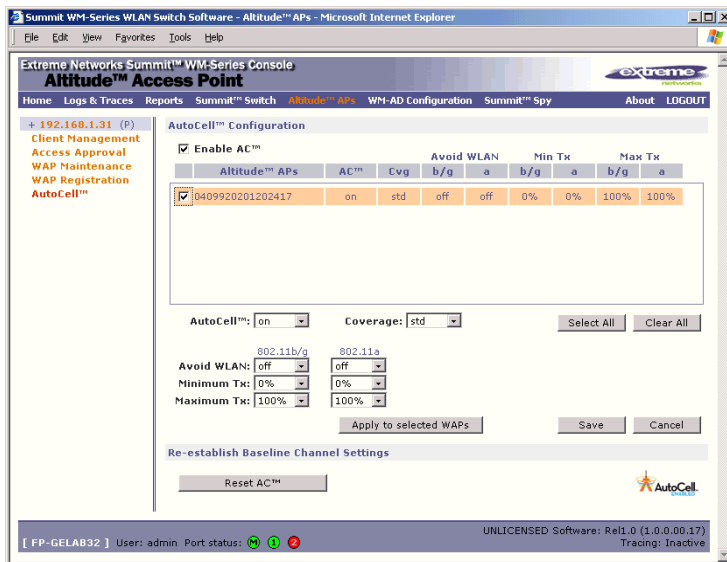 Summit WM-Series WLAN Switch Software - Altitude™ APs - Microsoft Internet Explorer
File Edit View Favorites Tools Help
Extreme Networks Summit™ WM-Series Console
Altitude™ Access Point
extreme networks
Home Logs & Traces Reports Summit™ Switch Altitude™ APs WM-AD Configuration Summit™ Spy About LOGOUT
+ 192.168.1.31 (P)
Client Management
Access Approval
WAP Maintenance
WAP Registration
AutoCell™
AutoCell™ Configuration
Enable AC™
Avoid WLAN Min Tx Max Tx
Altitude™ APs AC™ Cvg b/g a b/g a b/g a
0409920201202417 on std off off 0% 0% 100% 100%
AutoCell™: on Coverage: std Select All Clear All
802.11b/g 802.11a
Avoid WLAN: off off
Minimum Tx: 0% 0%
Maximum Tx: 100% 100%
Apply to selected WAPs Save Cancel
Re-establish Baseline Channel Settings
Reset AC™
AutoCell.
ENABLED
UNLICENSED Software: Rel1.0 (1.0.0.00.17)
[ FP-GELAB32 ] User: admin Port status: M 1 2 Tracing: Inactive